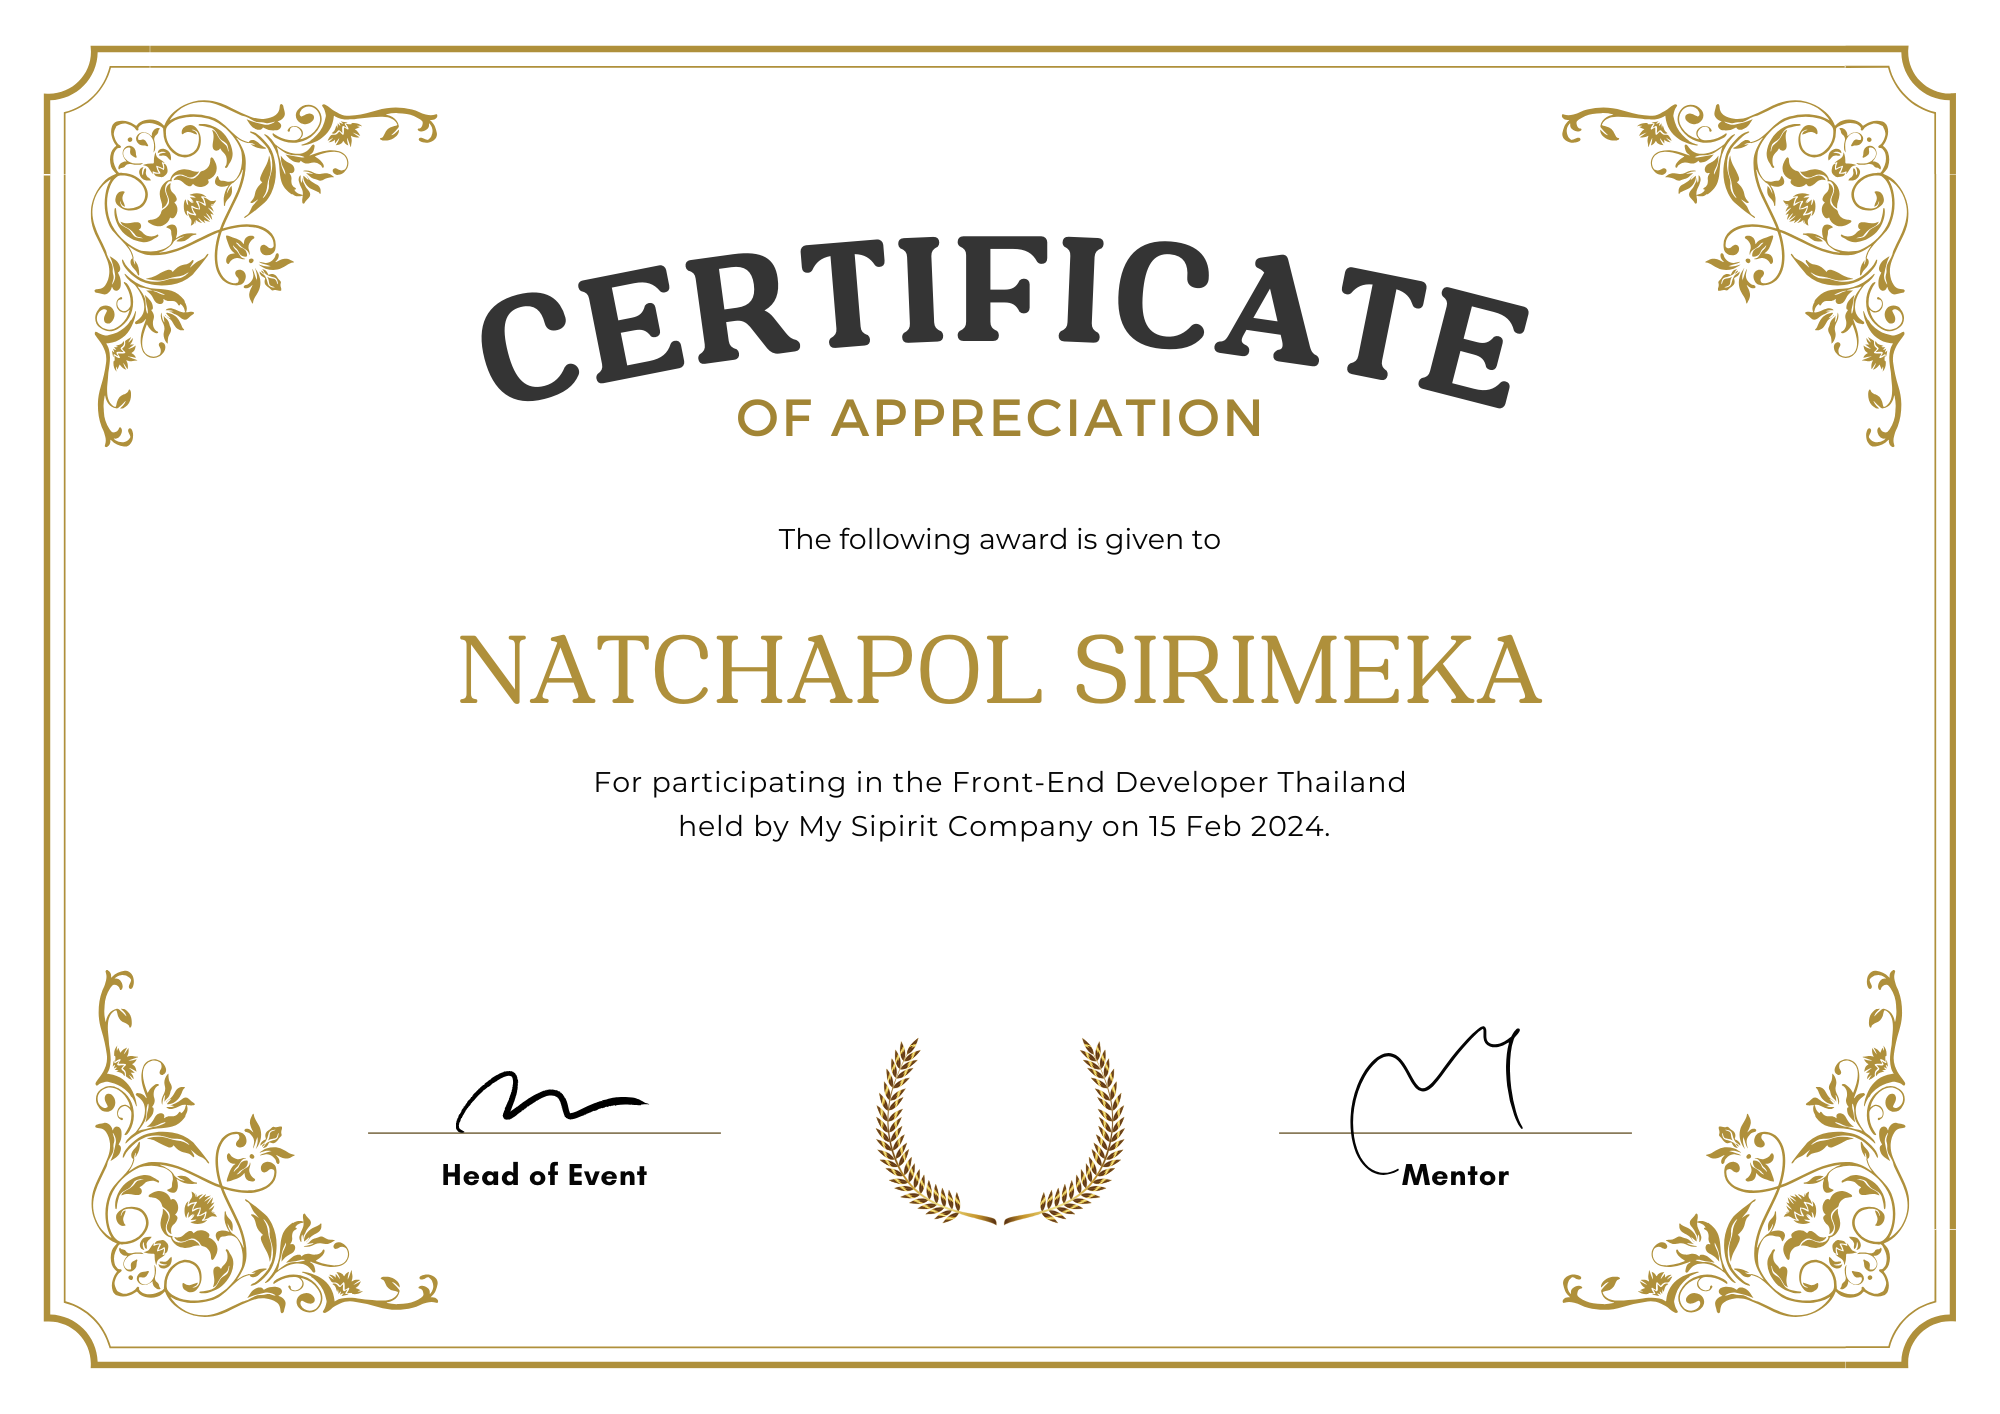 CERTIFICATE
OF APPRECIATION
The following award is given to
NATCHAPOL SIRIMEKA
For participating in the Front-End Developer Thailand
held by My Sipirit Company on 15 Feb 2024.
Head of Event
Mentor